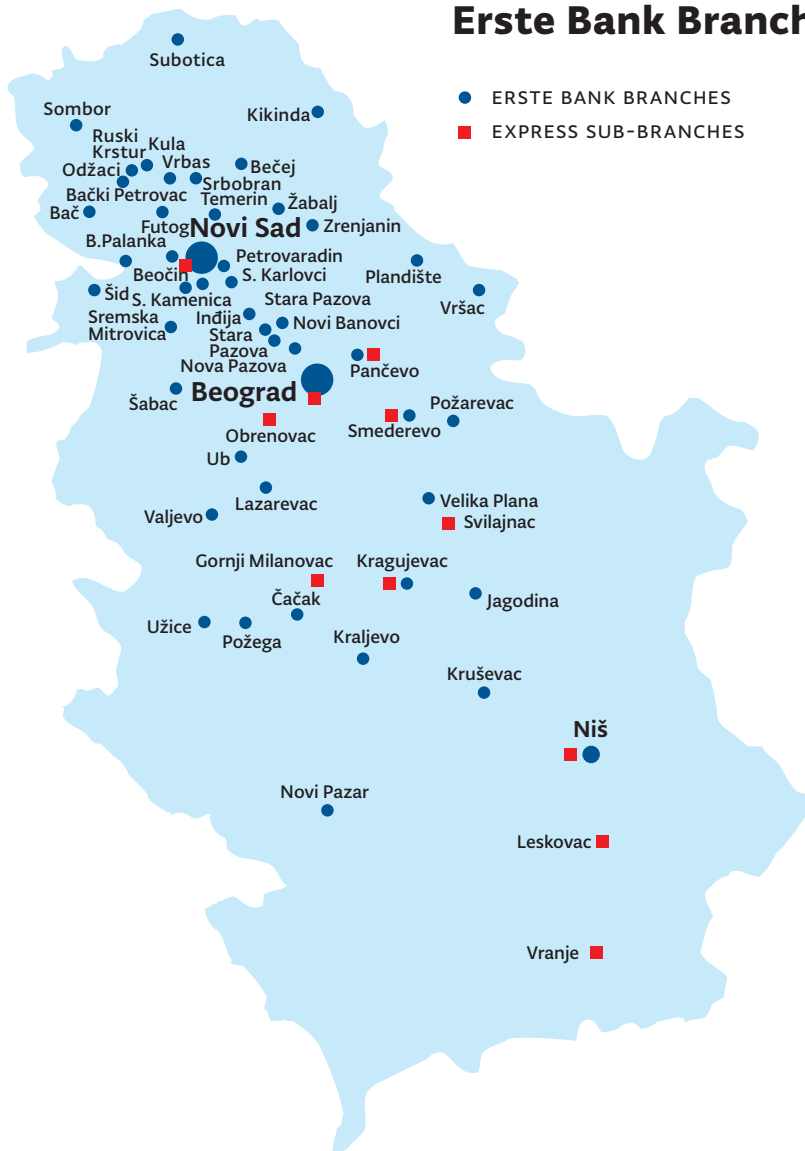 Erste Bank Branch
ERSTE BANK BRANCHES
EXPRESS SUB-BRANCHES
Subotica
Sombor
Kikinda
Ruski
Krstur
Kula
Vrbas
Bečej
Odžaci
Srbobran
Bački Petrovac
Temerin
Žabalj
Bač
Futog
Novi Sad
Zrenjanin
B.Palanka
Petrovaradin
Beočin
S. Karlovci
Plandište
Šid
S. Kamenica
Stara Pazova
Vršac
Sremska
Mitrovica
Inđija
Novi Banovci
Stara
Pazova
Nova Pazova
Pančevo
Beograd
Šabac
Požarevac
Obrenovac
Smederevo
Ub
Lazarevac
Velika Plana
Valjevo
Svilajnac
Gornji Milanovac
Kragujevac
Čačak
Jagodina
Užice
Požega
Kraljevo
Kruševac
Niš
Novi Pazar
Leskovac
Vranje